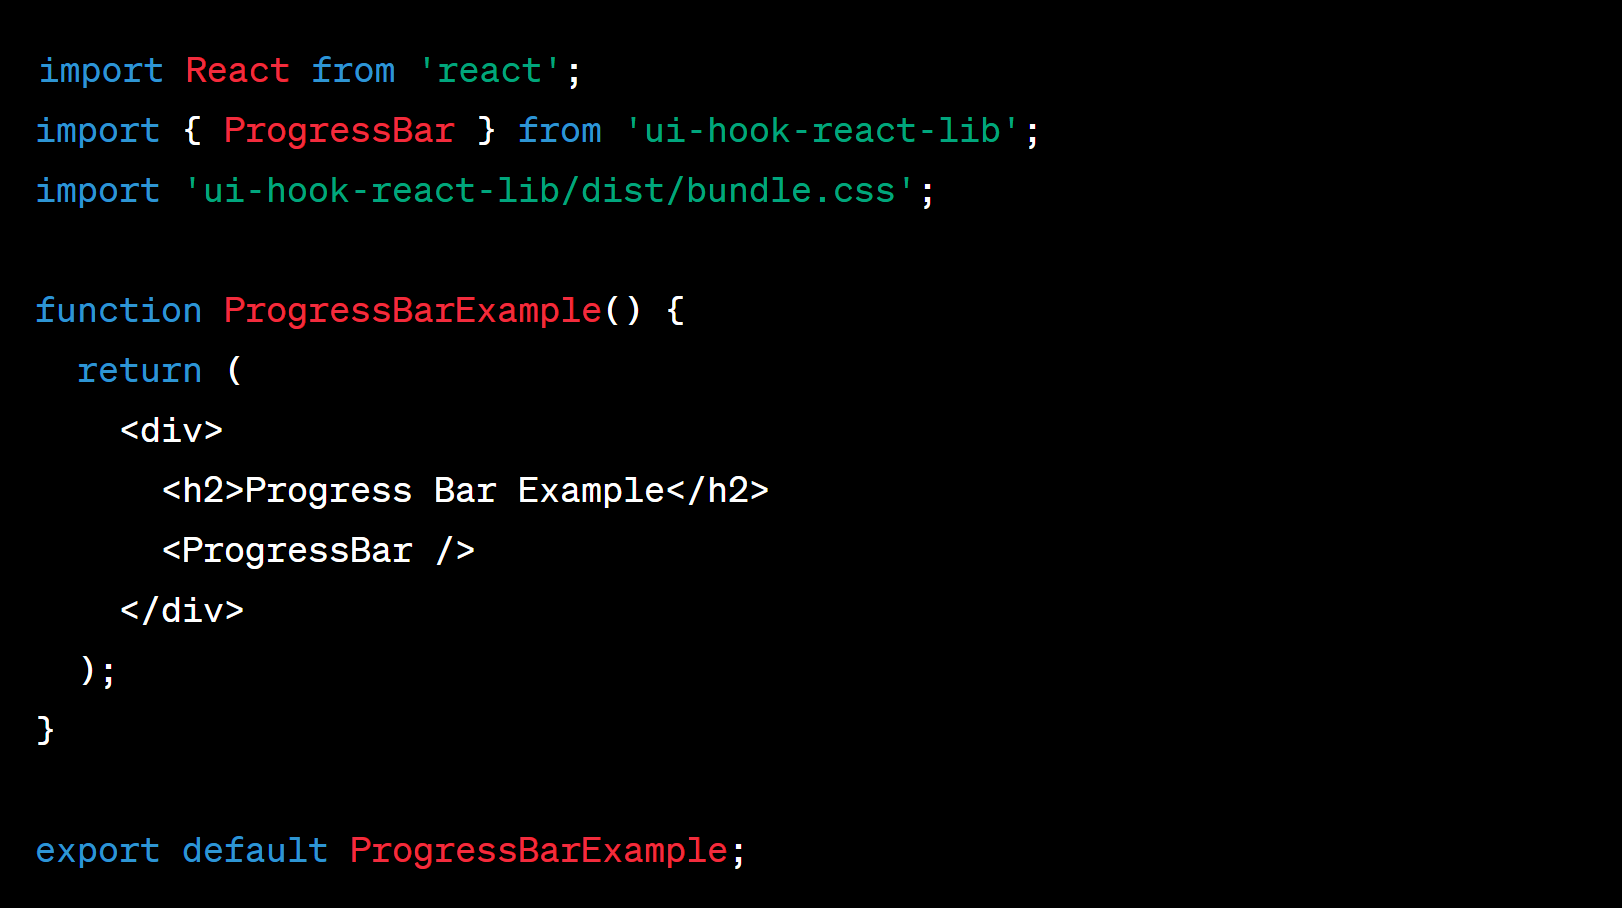 import React from 'react';
import { ProgressBar } from 'ui-hook-react-lib';
import 'ui-hook-react-lib/dist/bundle.css';

function ProgressBarExample() {
  return (
    <div>
      <h2>Progress Bar Example</h2>
      <ProgressBar />
    </div>
  );
}

export default ProgressBarExample;